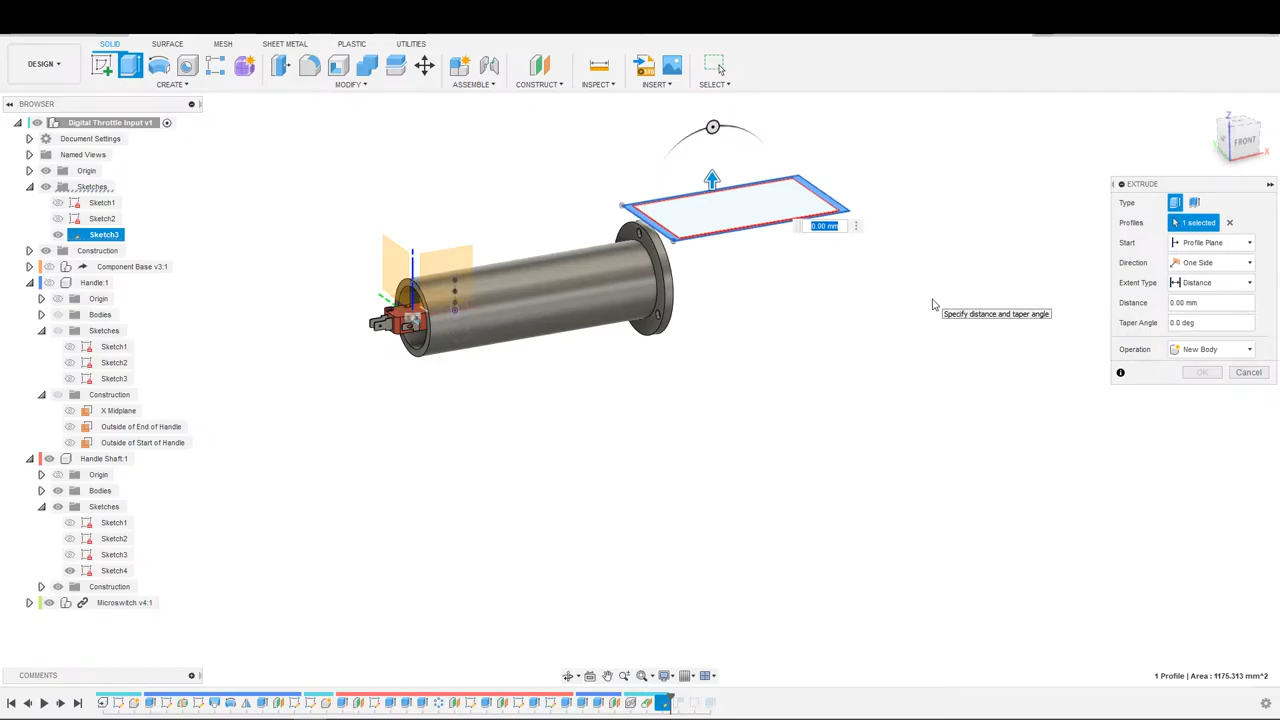 SOLID SURFACE MESH SHEET METAL PLASTIC UTILITIES
DESIGN
CREATE MODIFY ASSEMBLE CONSTRUCT INSPECT INSERT SELECT
BROWSER
Digital Throttle Input v1
Document Settings
Named Views
Origin
Sketches
Sketch1
Sketch2
Sketch3
Construction
Component Base v3:1
Handle:1
Origin
Bodies
Sketches
Sketch1
Sketch2
Sketch3
Construction
X Midplane
Outside of End of Handle
Outside of Start of Handle
Handle Shaft:1
Origin
Bodies
Sketches
Sketch1
Sketch2
Sketch3
Sketch4
Construction
Microswitch v4:1
COMMENTS
0.00 mm
Specify distance and taper angle
Z
FRONT
X
EXTRUDE
Type
Profiles 1 selected
Start Profile Plane
Direction One Side
Extent Type Distance
Distance 0.00 mm
Taper Angle 0.0 deg
Operation New Body
OK Cancel
1 Profile | Area : 1175.313 mm^2